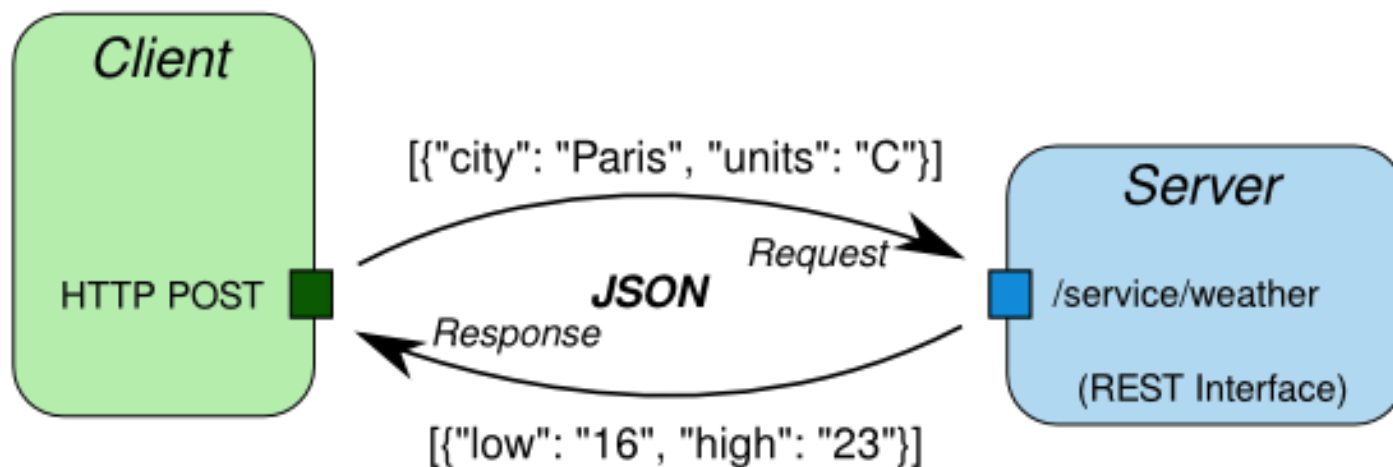 Client
HTTP POST
[{"city": "Paris", "units": "C"}]
Request
JSON
Response
[{"low": "16", "high": "23"}]
Server
/service/weather
(REST Interface)